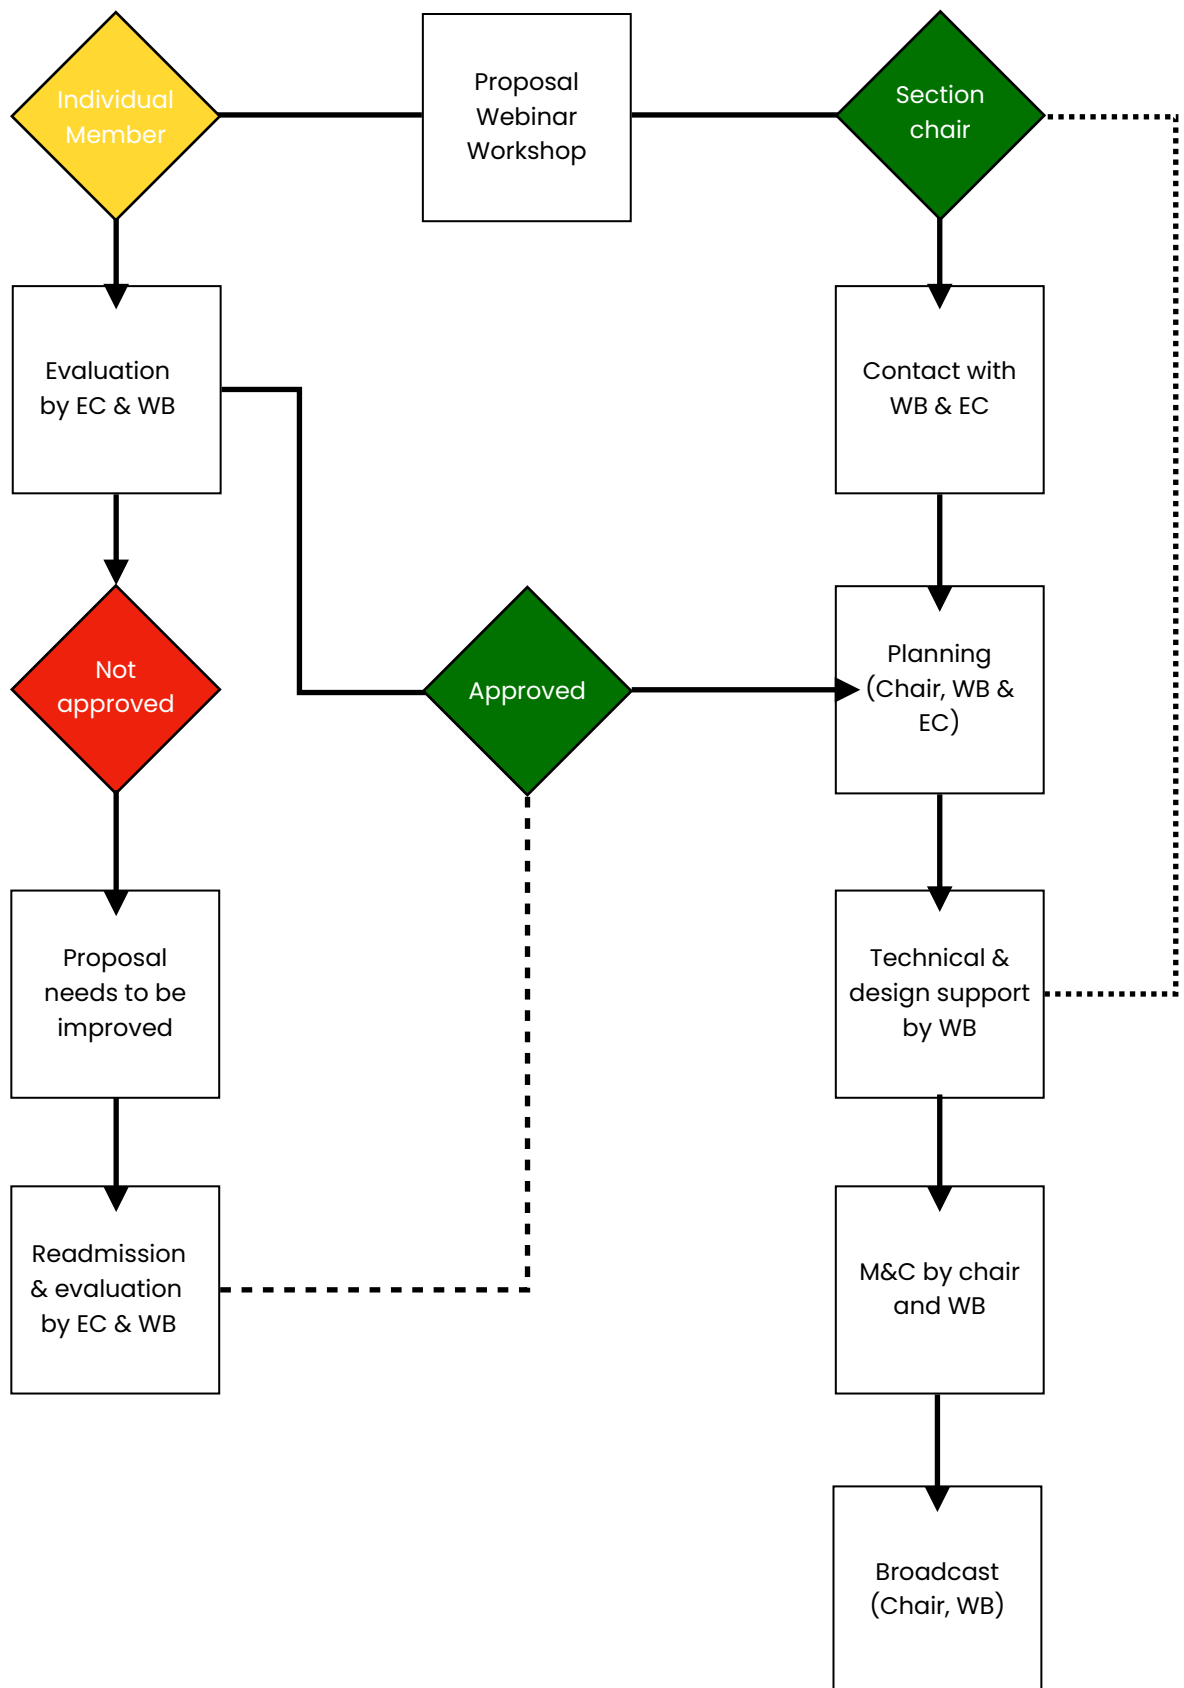 Individual
Member
Proposal
Webinar
Workshop
Section
chair
Evaluation
by EC & WB
Contact with
WB & EC
Not
approved
Approved
Planning
(Chair, WB &
EC)
Proposal
needs to be
improved
Technical &
design support
by WB
Readmission
& evaluation
by EC & WB
M&C by chair
and WB
Broadcast
(Chair, WB)